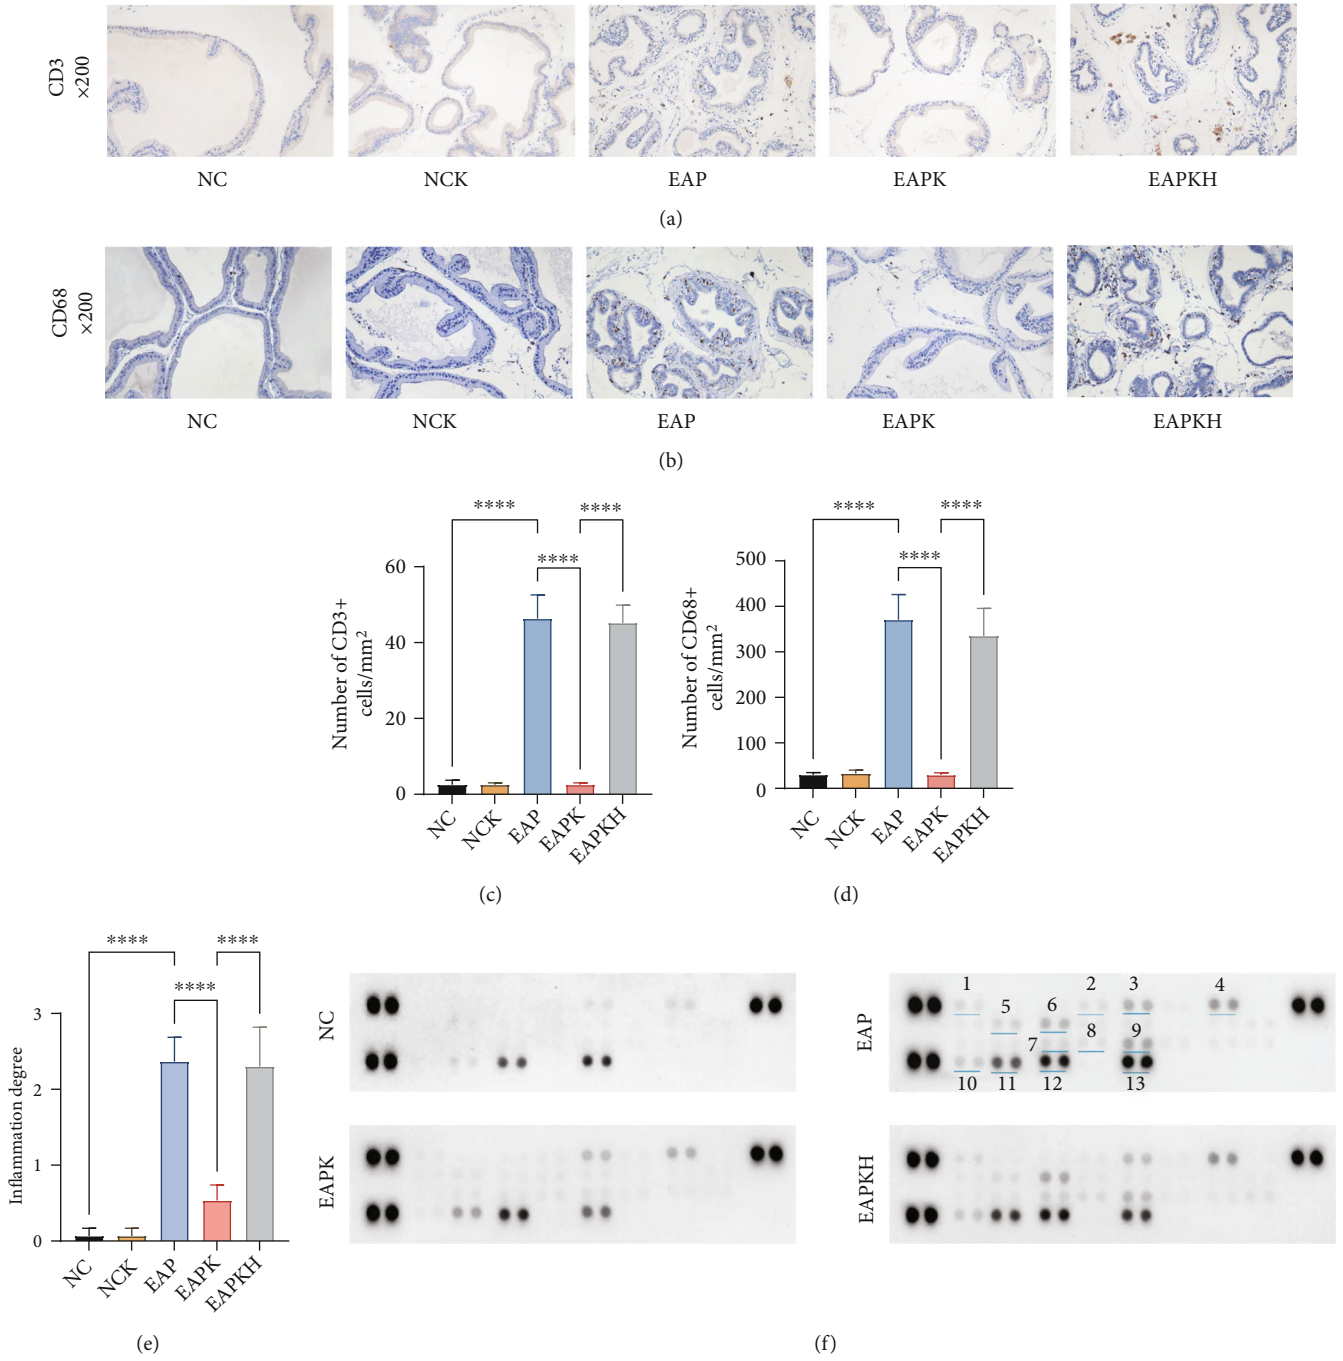 CD3
×200
NC NCK EAP EAPK EAPKH
(a)
CD68
×200
NC NCK EAP EAPK EAPKH
(b)
**** ****
****
Number of CD3+
cells/mm²
60
40
20
0
NC NCK EAP EAPK EAPKH
(c)
**** ****
****
Number of CD68+
cells/mm²
500
400
300
200
100
0
NC NCK EAP EAPK EAPKH
(d)
**** ****
****
Inflamation degree
3
2
1
0
NC NCK EAP EAPK EAPKH
(e)
NC
EAP
1 2 3 4
5 6
7 8 9
10 11 12 13
EAPK
EAPKH
(f)